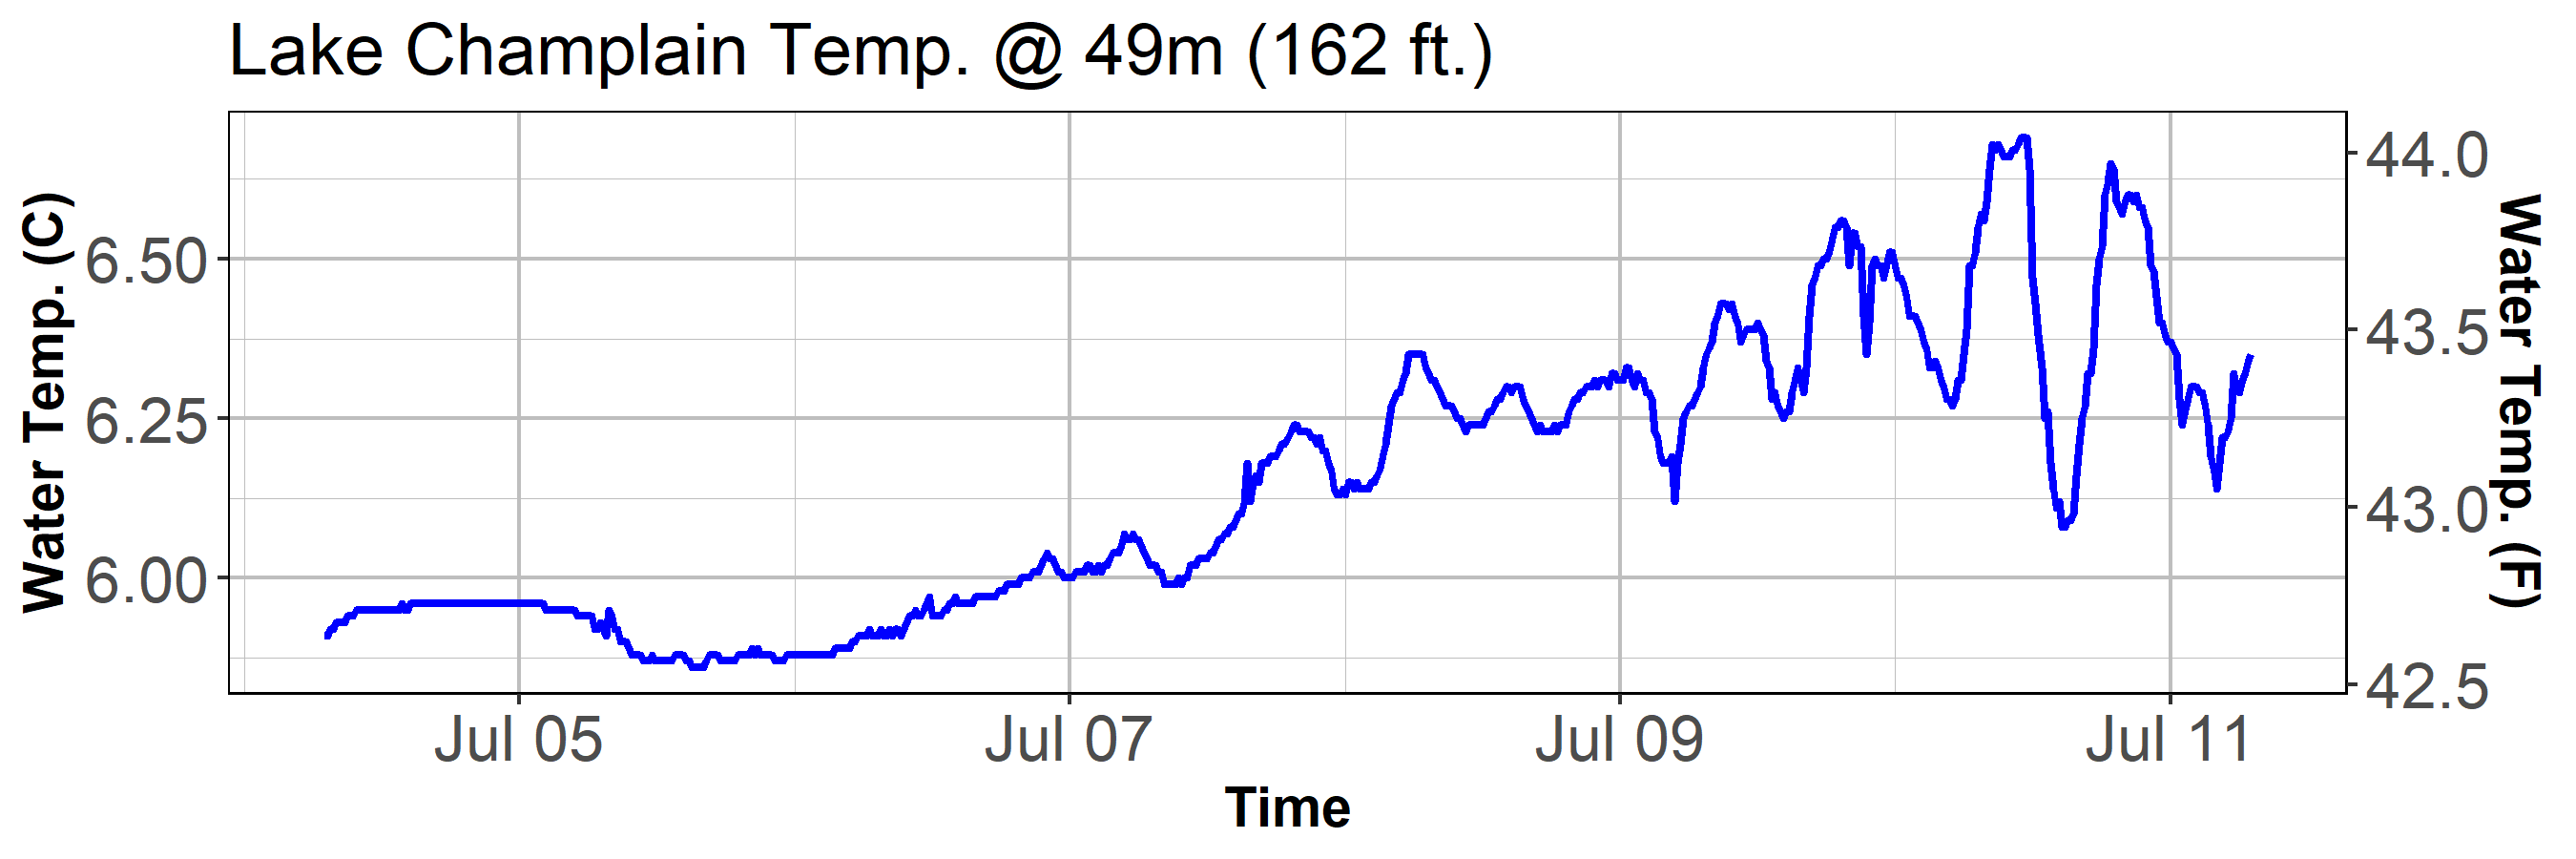 Lake Champlain Temp. @ 49m (162 ft.)
Water Temp. (C)
6.50
6.25
6.00
44.0
43.5
43.0
42.5
Water Temp. (F)
Jul 05 Jul 07 Jul 09 Jul 11
Time